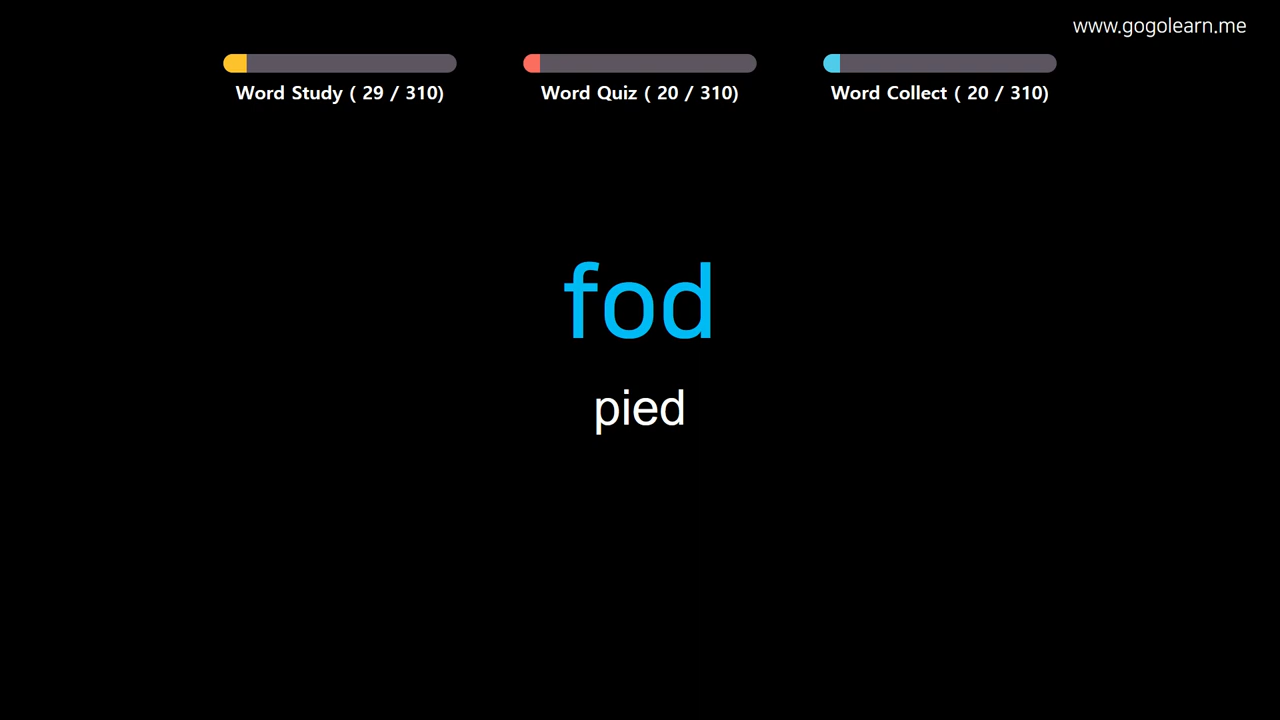 www.gogolearn.me
Word Study ( 29 / 310)
Word Quiz ( 20 / 310)
Word Collect ( 20 / 310)
fod
pied